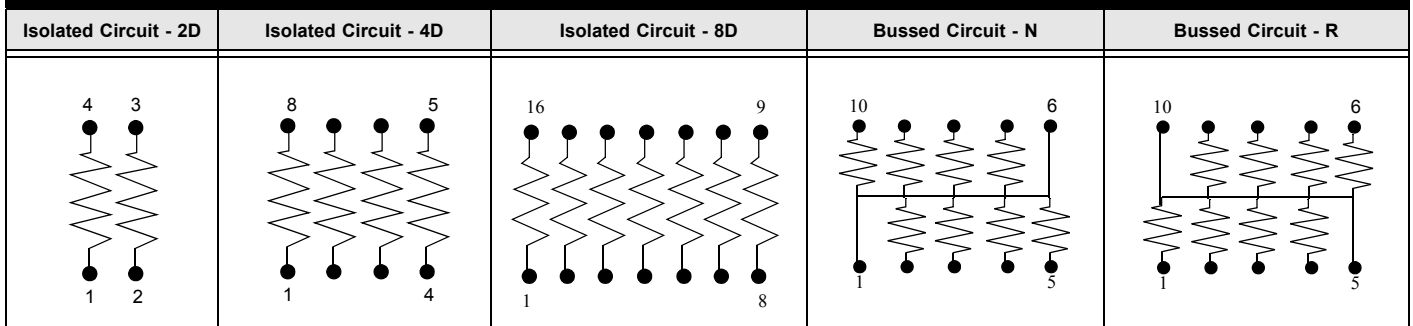 Isolated Circuit - 2D
Isolated Circuit - 4D
Isolated Circuit - 8D
Bussed Circuit - N
Bussed Circuit - R
4 3
1 2
8 5
1 4
16 9
1 8
10 6
1 5
10 6
1 5